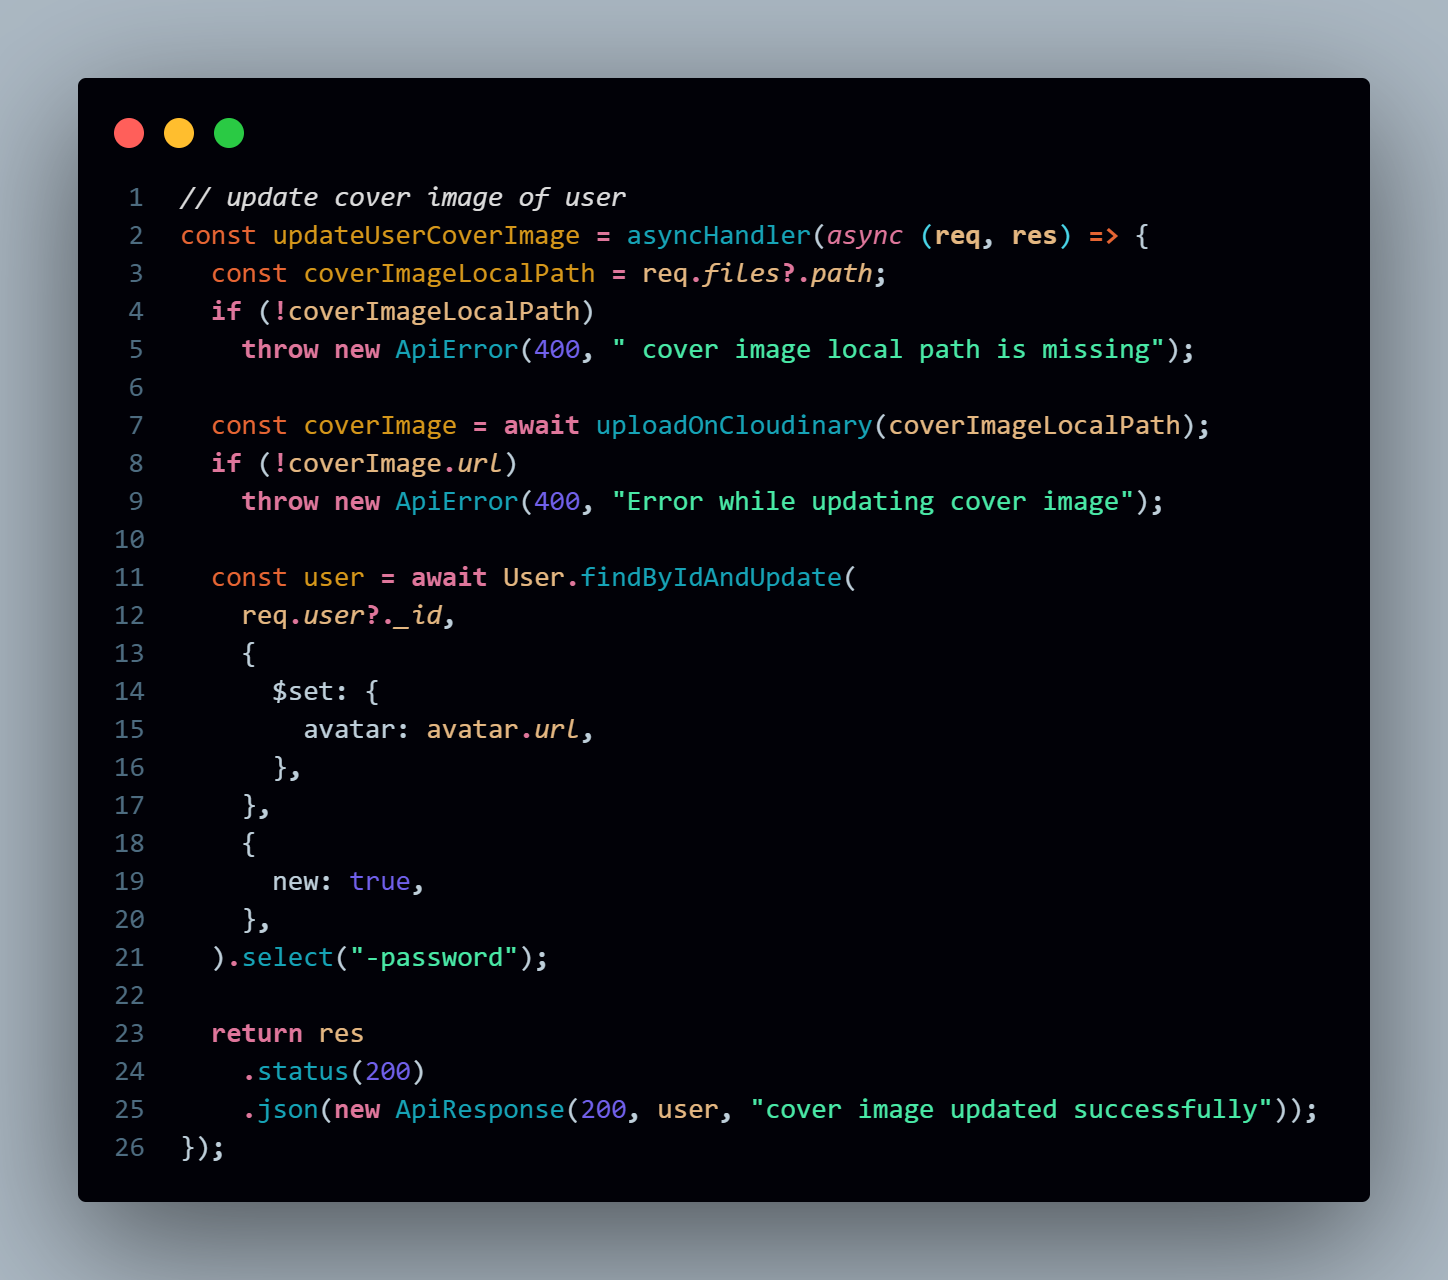 1 // update cover image of user
2 const updateUserCoverImage = asyncHandler(async (req, res) => {
3   const coverImageLocalPath = req.files?.path;
4   if (!coverImageLocalPath)
5     throw new ApiError(400, " cover image local path is missing");
6
7   const coverImage = await uploadOnCloudinary(coverImageLocalPath);
8   if (!coverImage.url)
9     throw new ApiError(400, "Error while updating cover image");
10
11   const user = await User.findByIdAndUpdate(
12     req.user?._id,
13     {
14       $set: {
15         avatar: avatar.url,
16       },
17     },
18     {
19       new: true,
20     },
21   ).select("-password");
22
23   return res
24     .status(200)
25     .json(new ApiResponse(200, user, "cover image updated successfully"));
26 });